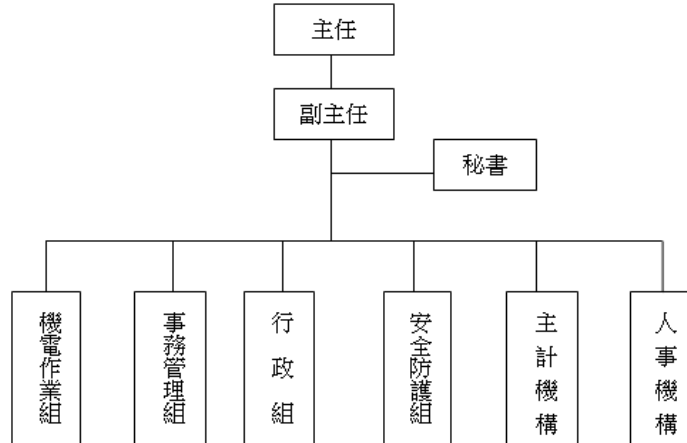 主任
副主任
秘書
機電作業組
事務管理組
行政組
安全防護組
主計機構
人事機構